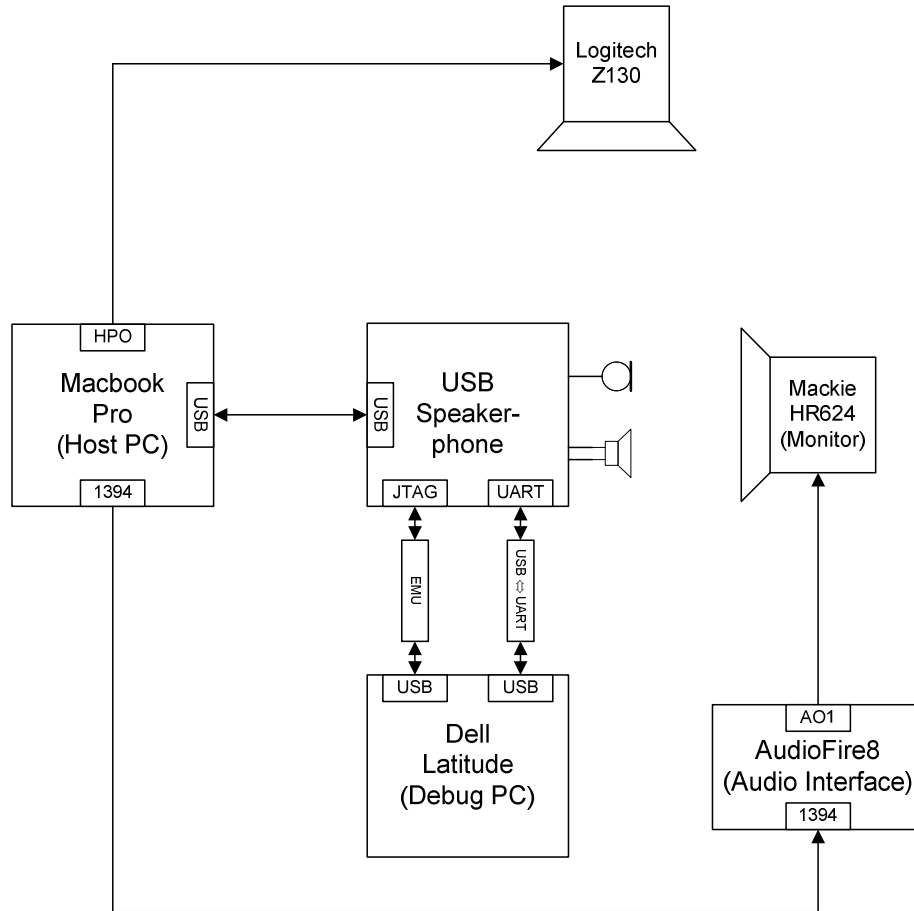 Logitech
Z130
HPO
Macbook
Pro
(Host PC)
USB
1394
USB
USB
Speaker-
phone
JTAG
UART
Mackie
HR624
(Monitor)
EMU
USB ⇔ UART
USB
USB
Dell
Latitude
(Debug PC)
AO1
AudioFire8
(Audio Interface)
1394